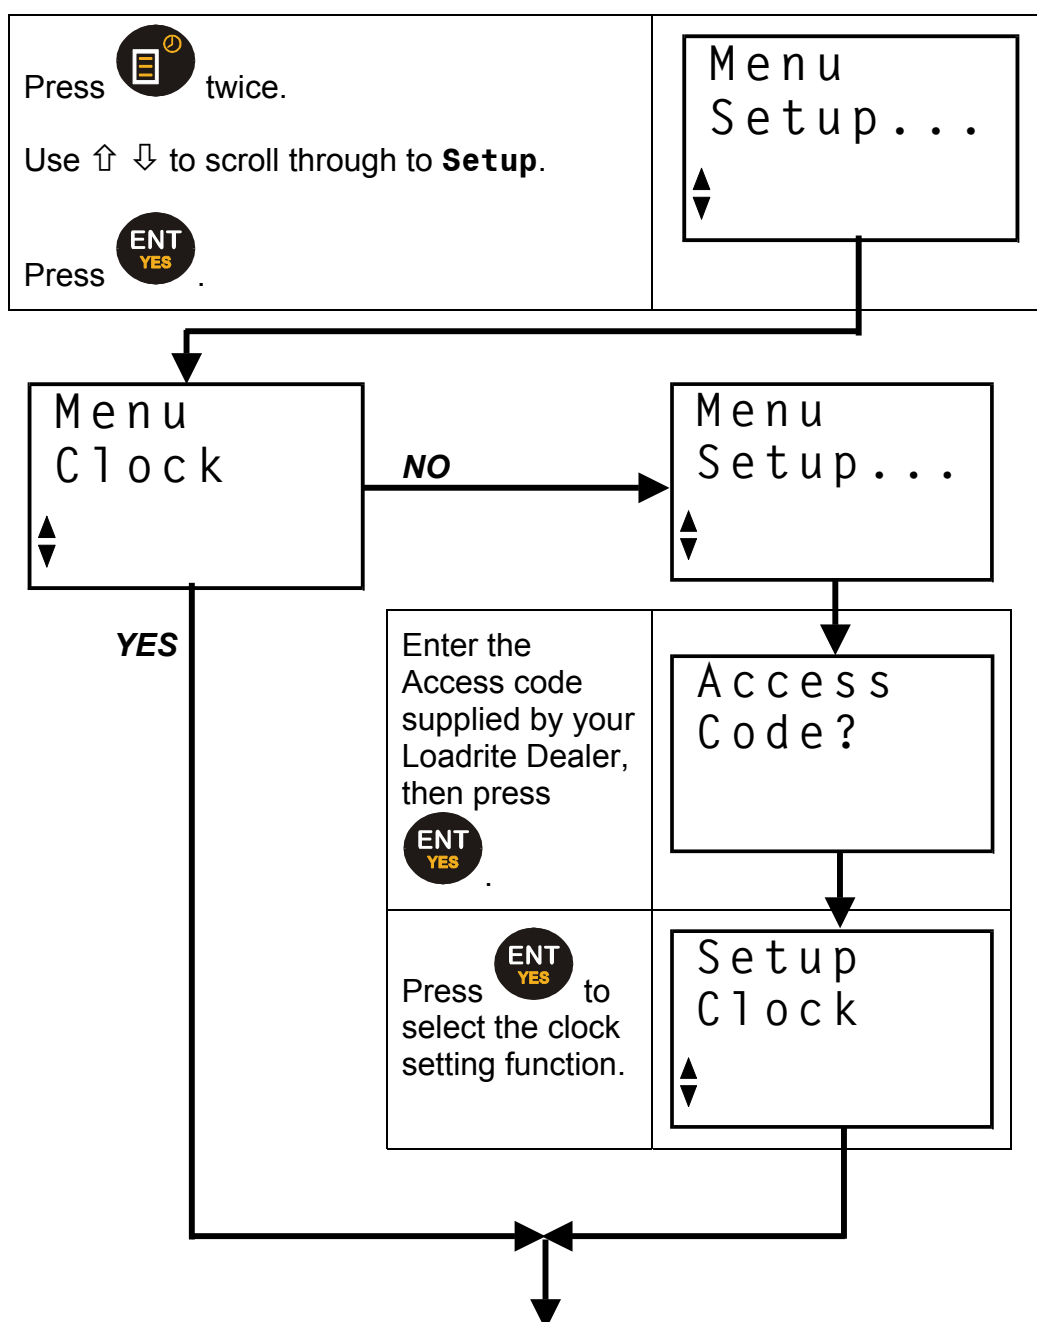 Press twice.
Use ⇧ ⇩ to scroll through to Setup.
ENT
YES
Press .
Menu
Setup...
Menu
Clock
NO
Menu
Setup...
YES
Enter the
Access code
supplied by your
Loadrite Dealer,
then press
ENT
YES
.
Access
Code?
ENT
YES
Press to
select the clock
setting function.
Setup
Clock